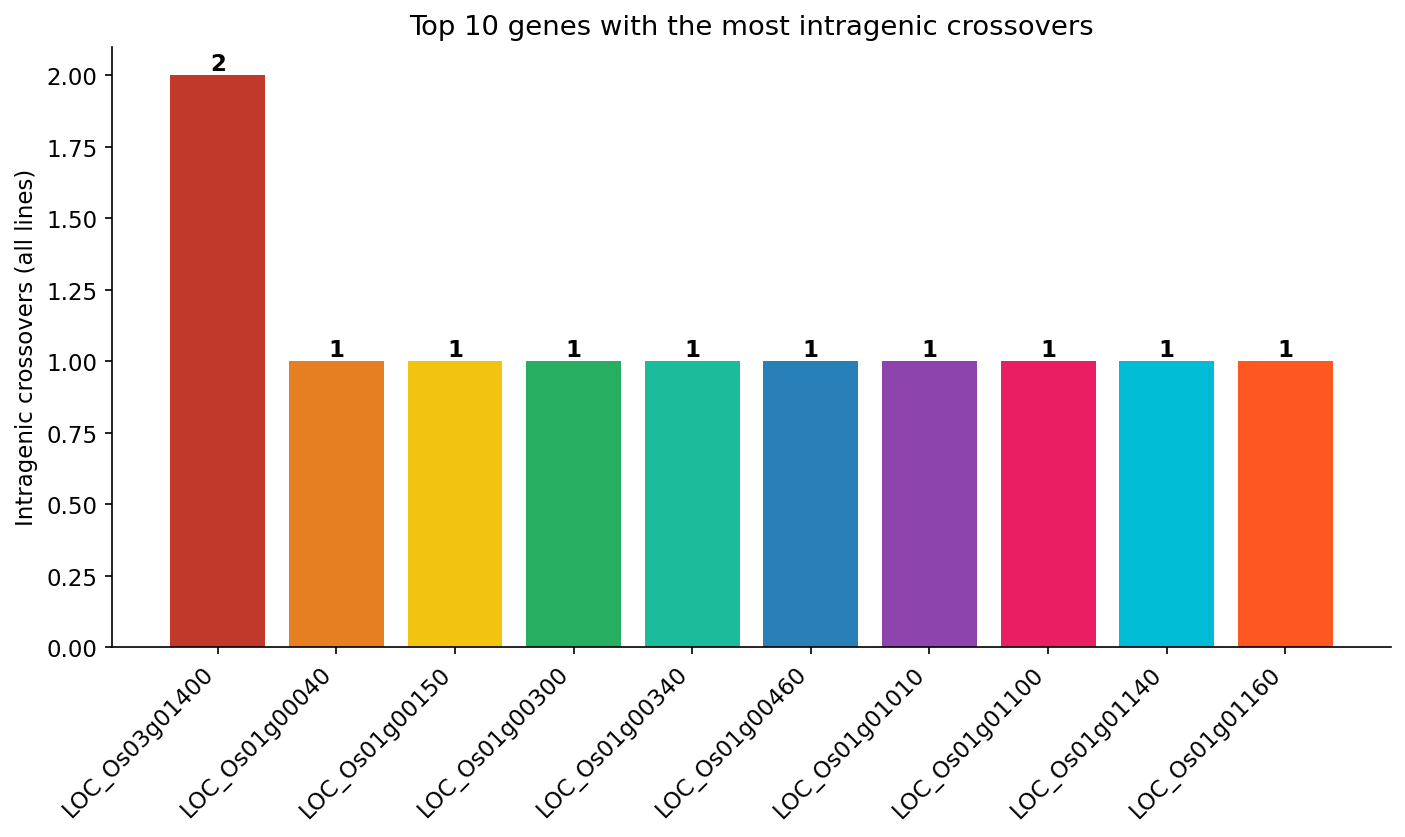 Top 10 genes with the most intragenic crossovers
Intragenic crossovers (all lines)
2.00
1.75
1.50
1.25
1.00
0.75
0.50
0.25
0.00
2
1
1
1
1
1
1
1
1
1
LOC_Os03g01400
LOC_Os01g00040
LOC_Os01g00150
LOC_Os01g00300
LOC_Os01g00340
LOC_Os01g00460
LOC_Os01g01010
LOC_Os01g01100
LOC_Os01g01140
LOC_Os01g01160